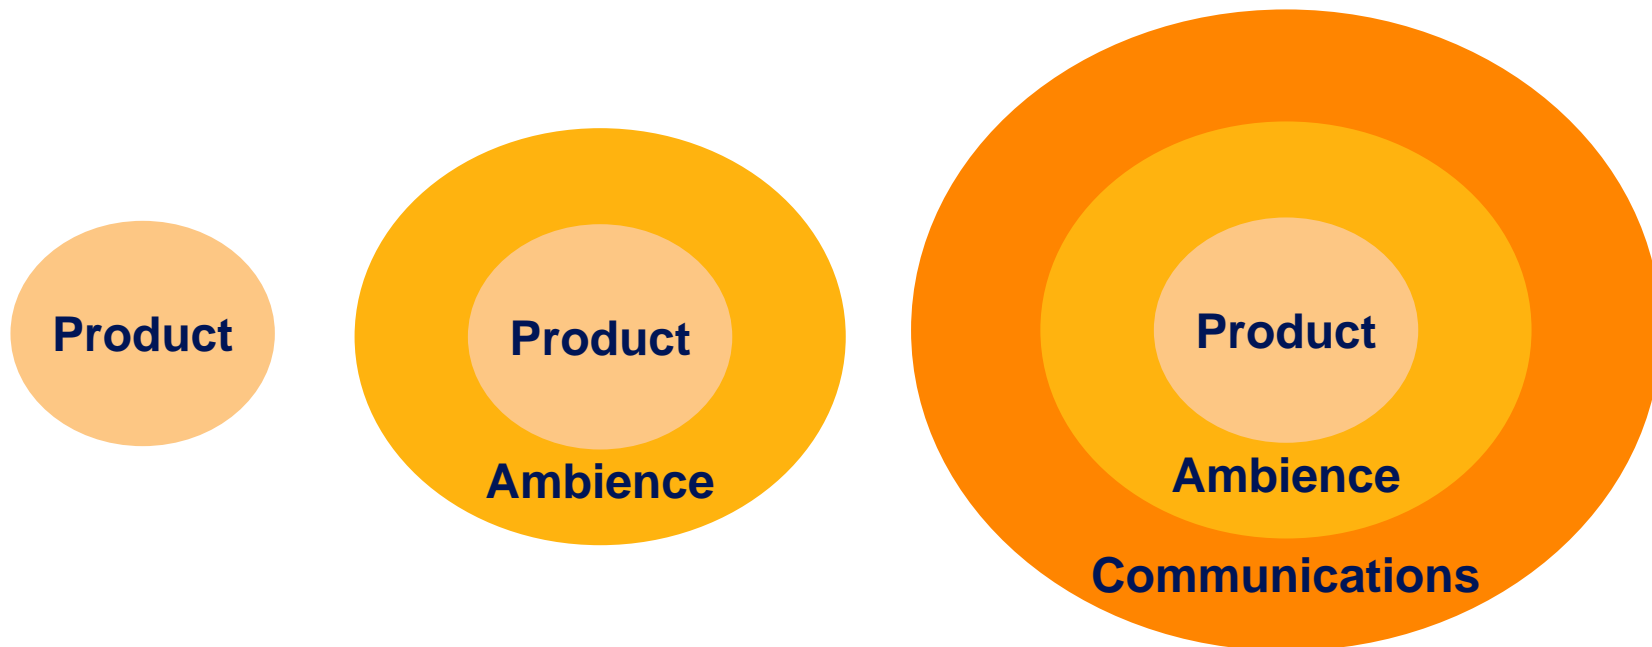 Product
Product
Ambience
Product
Ambience
Communications